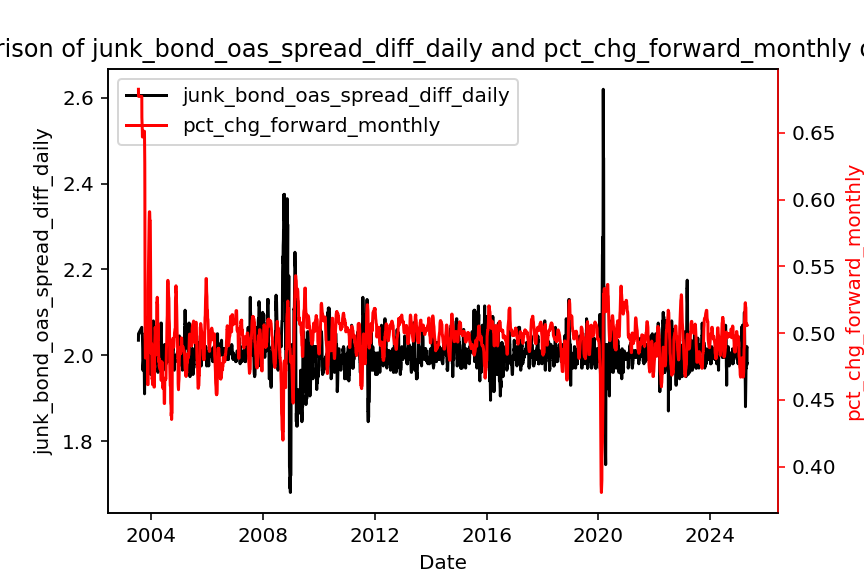 rison of junk_bond_oas_spread_diff_daily and pct_chg_forward_monthly
junk_bond_oas_spread_diff_daily
pct_chg_forward_monthly
2.6
2.4
2.2
2.0
1.8
junk_bond_oas_spread_diff_daily
0.65
0.60
0.55
0.50
0.45
0.40
pct_chg_forward_monthly
2004
2008
2012
2016
2020
2024
Date